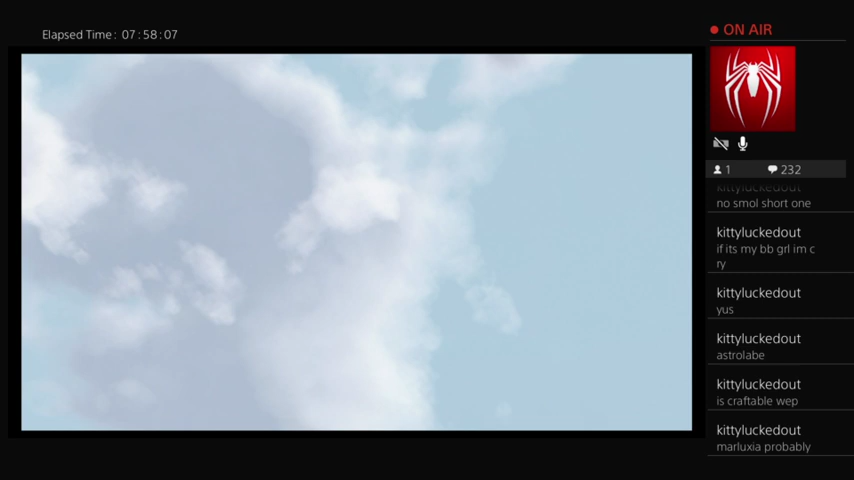 Elapsed Time: 07:58:07
ON AIR
1 232
kittyluckedout
no smol short one
kittyluckedout
if its my bb grl im c
ry
kittyluckedout
yus
kittyluckedout
astrolabe
kittyluckedout
is craftable wep
kittyluckedout
marluxia probably